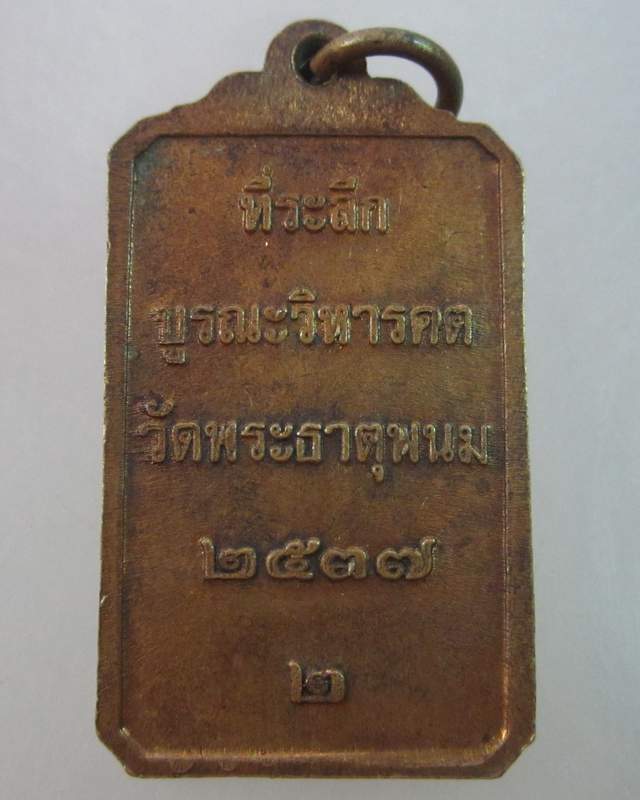 ที่ระลึก
บูรณะวิหารคต
วัดพระธาตุพนม
๒๕๓๗
๒